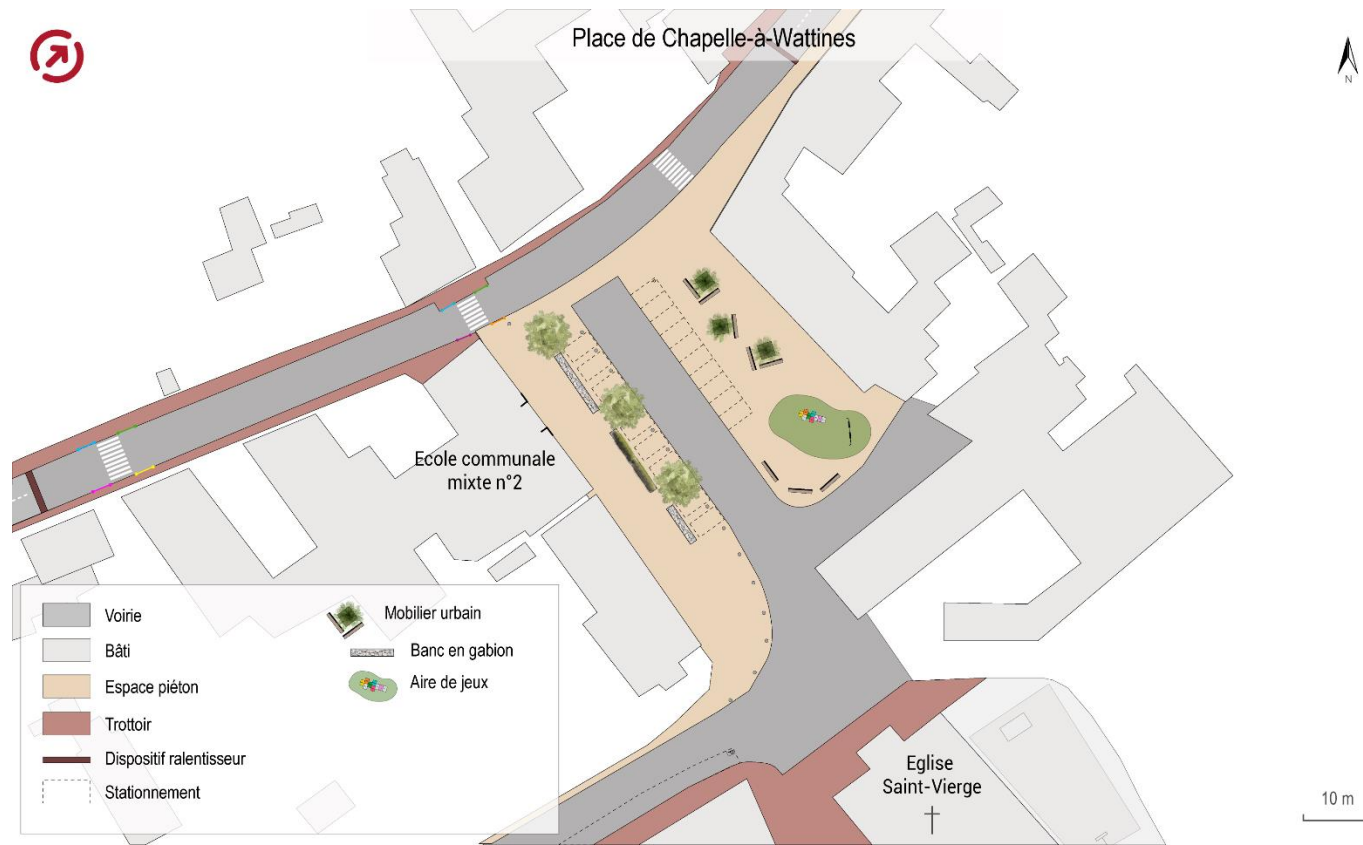 Place de Chapelle-à-Wattines
N
Ecole communale
mixte n°2
Voirie
Bâti
Espace piéton
Trottoir
Dispositif ralentisseur
Stationnement
Mobilier urbain
Banc en gabion
Aire de jeux
Eglise
Saint-Vierge
10 m